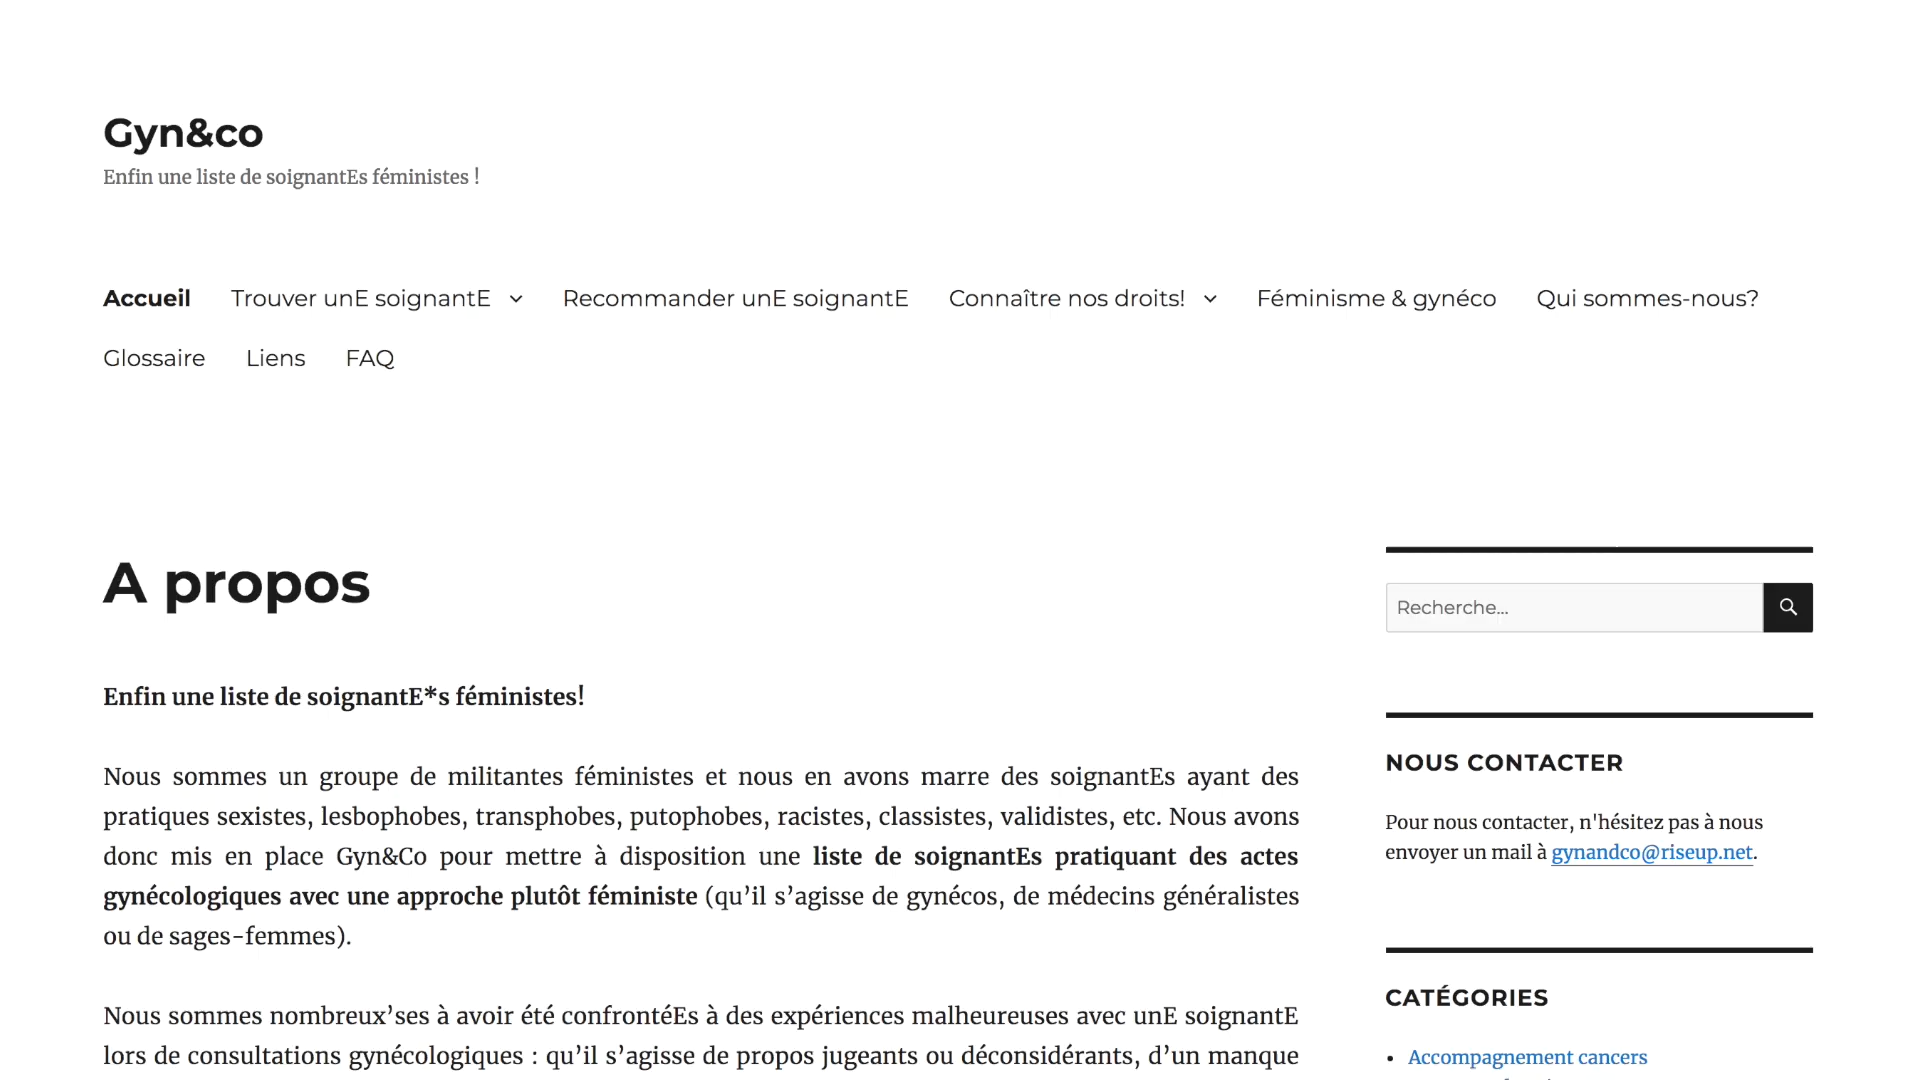 Gyn&co
Enfin une liste de soignantEs féministes !
Accueil
Trouver unE soignantE
Recommander unE soignantE
Connaître nos droits!
Féminisme & gynéco
Qui sommes-nous?
Glossaire
Liens
FAQ
A propos
Enfin une liste de soignantE*s féministes!
Nous sommes un groupe de militantes féministes et nous en avons marre des soignantEs ayant des
pratiques sexistes, lesbophobes, transphobes, putophobes, racistes, classistes, validistes, etc. Nous avons
donc mis en place Gyn&Co pour mettre à disposition une liste de soignantEs pratiquant des actes
gynécologiques avec une approche plutôt féministe (qu’il s’agisse de gynécos, de médecins généralistes
ou de sages-femmes).
Nous sommes nombreux’ses à avoir été confrontéEs à des expériences malheureuses avec unE soignantE
lors de consultations gynécologiques : qu’il s’agisse de propos jugeants ou déconsidérants, d’un manque
Recherche...
NOUS CONTACTER
Pour nous contacter, n'hésitez pas à nous
envoyer un mail à gynandco@riseup.net.
CATÉGORIES
• Accompagnement cancers